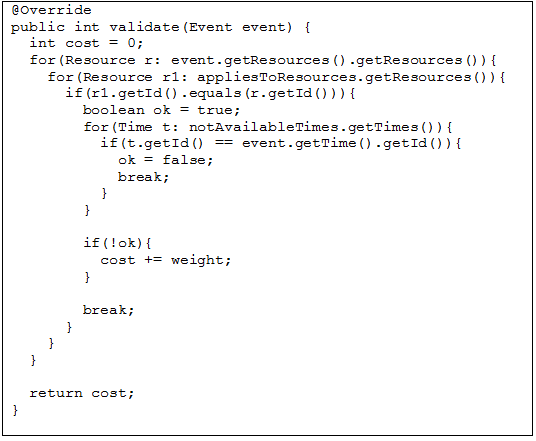 @Override
public int validate(Event event) {
  int cost = 0;
  for(Resource r: event.getResources().getResources()){
    for(Resource r1: appliesToResources.getResources()){
      if(r1.getId().equals(r.getId())){
        boolean ok = true;
        for(Time t: notAvailableTimes.getTimes()){
          if(t.getId() == event.getTime().getId()){
            ok = false;
            break;
          }
        }

        if(!ok){
          cost += weight;
        }

        break;
      }
    }
  }

  return cost;
}